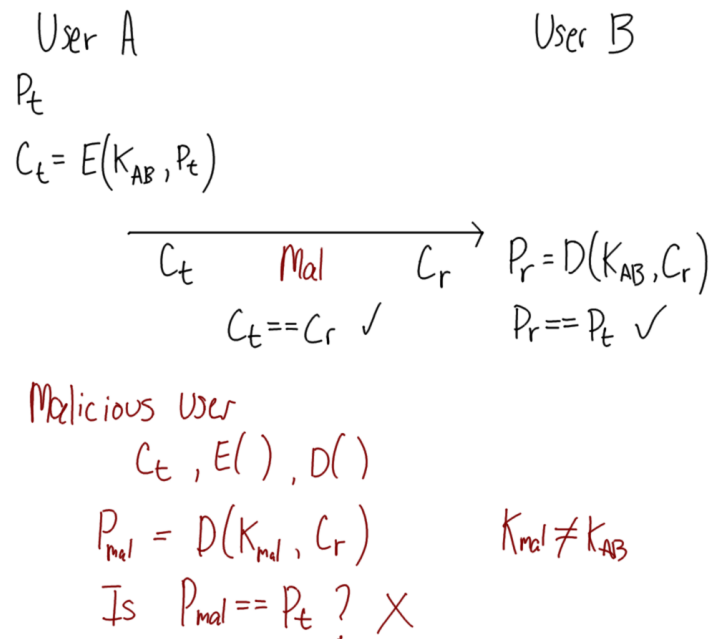 User A User B
Pt
Ct = E(KAB, Pt)
Ct Mal Cr Pr = D(KAB, Cr)
Ct == Cr ✓ Pr == Pt ✓
Malicious user
Ct , E( ) , D( )
Pmal = D(Kmal, Cr) Kmal ≠ KAB
Is Pmal == Pt ? X